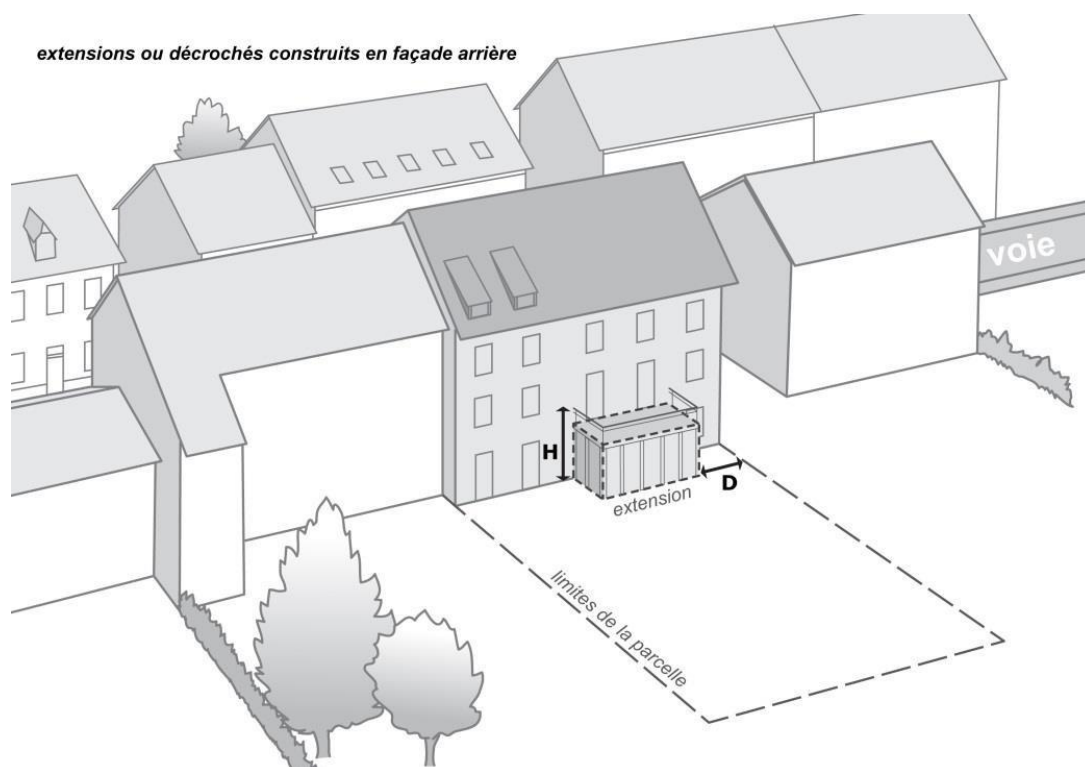 extensions ou décrochés construits en façade arrière
voie
H
D
extension
limites de la parcelle